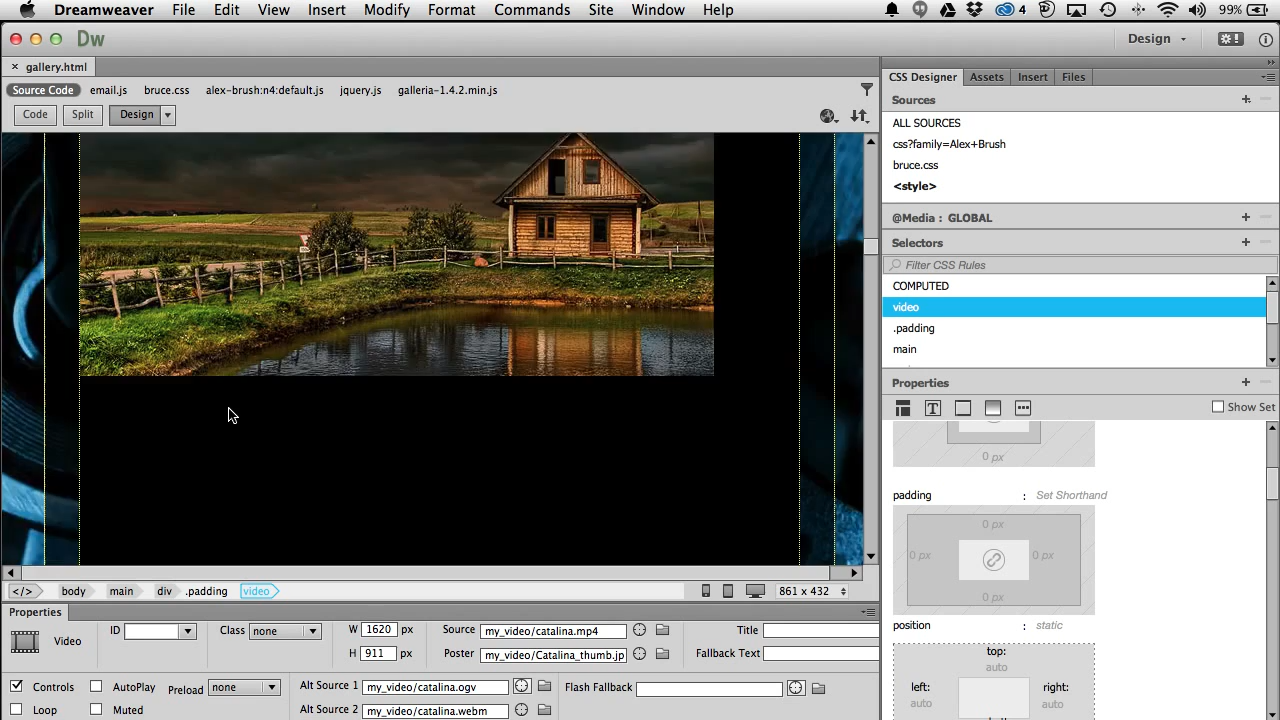 Dreamweaver File Edit View Insert Modify Format Commands Site Window Help 4 99%
Dw Design
× gallery.html
Source Code email.js bruce.css alex-brush:n4:default.js jquery.js galleria-1.4.2.min.js
Code Split Design
</> body main div .padding video 861 x 432
Properties
Video ID Class none W 1620 px Source my_video/catalina.mp4 Title
H 911 px Poster my_video/Catalina_thumb.jp Fallback Text
Controls AutoPlay Preload none Alt Source 1 my_video/catalina.ogv Flash Fallback
Loop Muted Alt Source 2 my_video/catalina.webm
CSS Designer Assets Insert Files
Sources
ALL SOURCES
css?family=Alex+Brush
bruce.css
<style>
@Media : GLOBAL
Selectors
Filter CSS Rules
COMPUTED
video
.padding
main
Properties
Show Set
0 px
padding : Set Shorthand
0 px
0 px 0 px
0 px
position : static
top:
auto
left: right:
auto auto